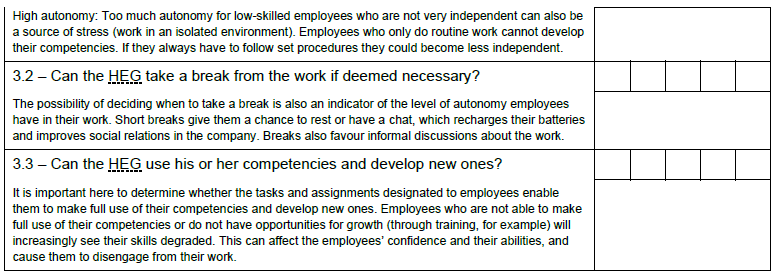 High autonomy: Too much autonomy for low-skilled employees who are not very independent can also be
a source of stress (work in an isolated environment). Employees who only do routine work cannot develop
their competencies. If they always have to follow set procedures they could become less independent.
3.2 – Can the HEG take a break from the work if deemed necessary?
The possibility of deciding when to take a break is also an indicator of the level of autonomy employees
have in their work. Short breaks give them a chance to rest or have a chat, which recharges their batteries
and improves social relations in the company. Breaks also favour informal discussions about the work.
3.3 – Can the HEG use his or her competencies and develop new ones?
It is important here to determine whether the tasks and assignments designated to employees enable
them to make full use of their competencies and develop new ones. Employees who are not able to make
full use of their competencies or do not have opportunities for growth (through training, for example) will
increasingly see their skills degraded. This can affect the employees' confidence and their abilities, and
cause them to disengage from their work.